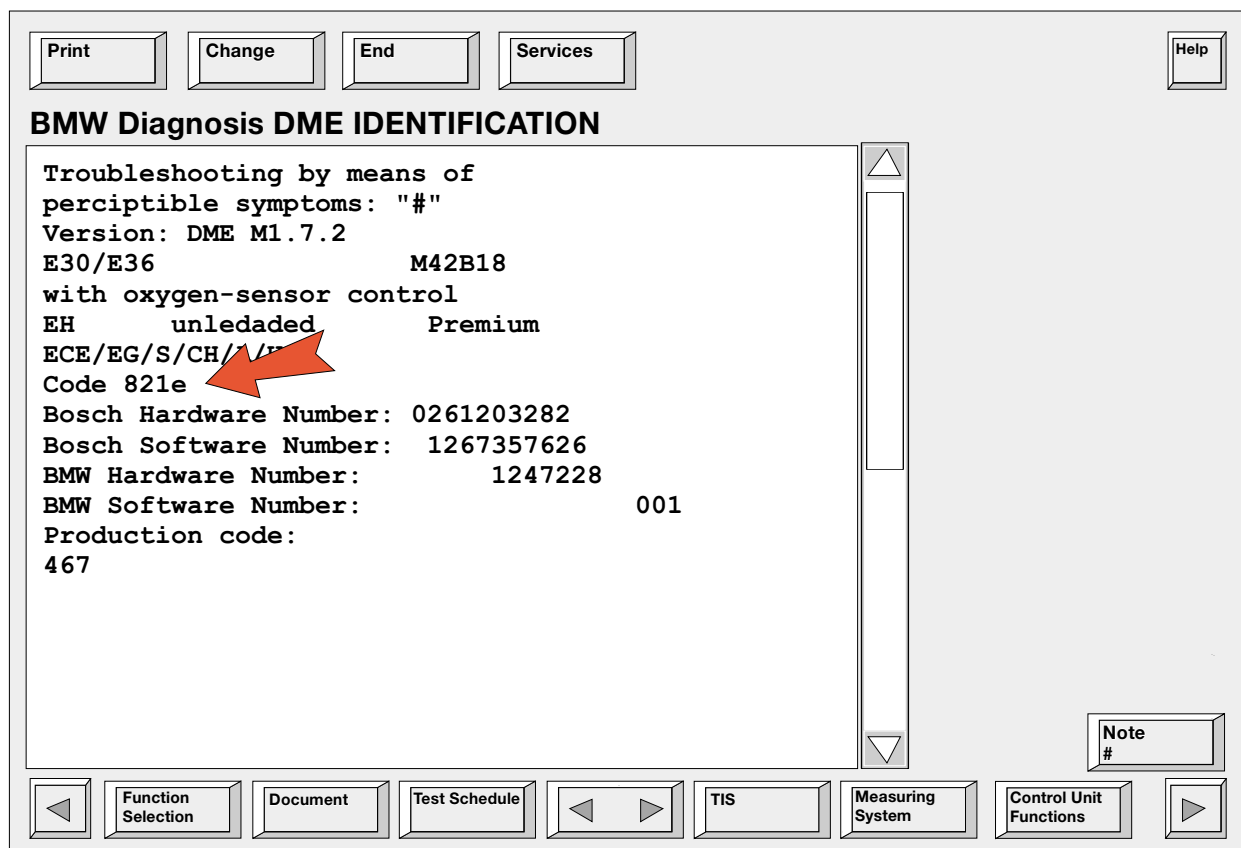 Print
Change
End
Services
Help
BMW Diagnosis DME IDENTIFICATION
Troubleshooting by means of
perciptible symptoms: "#"
Version: DME M1.7.2
E30/E36 M42B18
with oxygen-sensor control
EH unledaded Premium
ECE/EG/S/CH/
Code 821e
Bosch Hardware Number: 0261203282
Bosch Software Number: 1267357626
BMW Hardware Number: 1247228
BMW Software Number: 001
Production code:
467
Note
#
Function
Selection
Document
Test Schedule
TIS
Measuring
System
Control Unit
Functions